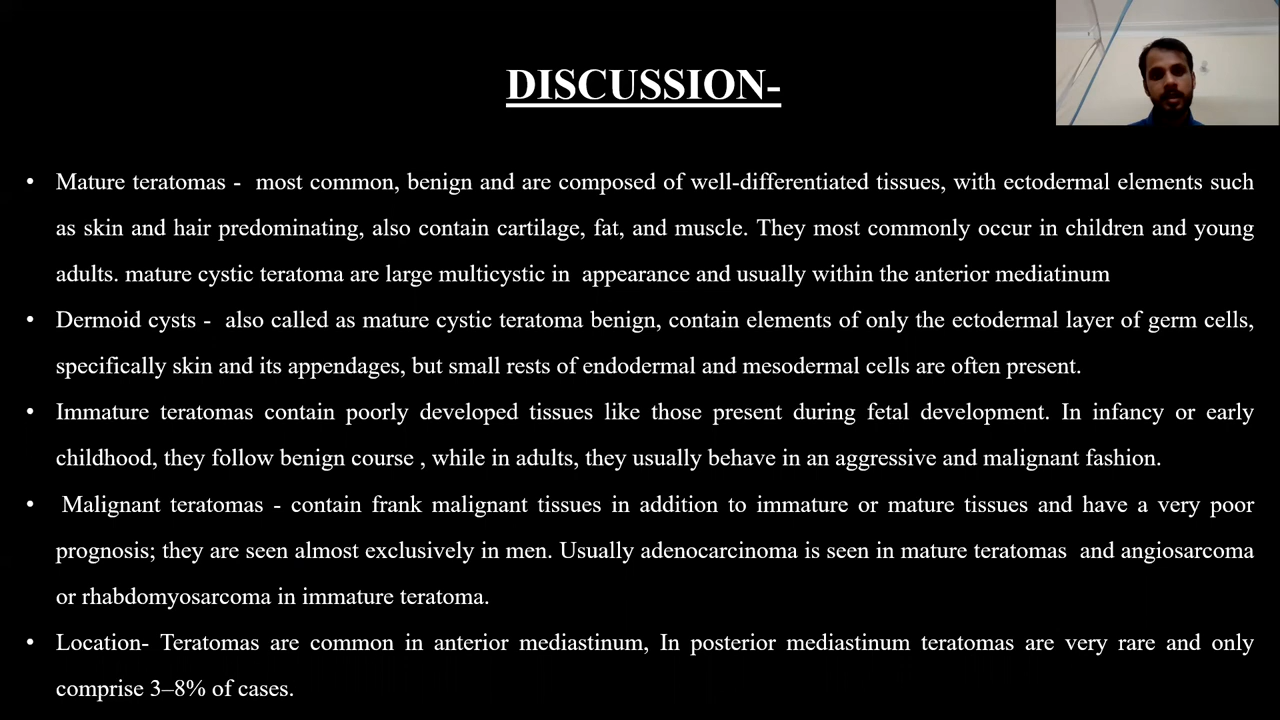 DISCUSSION-
• Mature teratomas - most common, benign and are composed of well-differentiated tissues, with ectodermal elements such
as skin and hair predominating, also contain cartilage, fat, and muscle. They most commonly occur in children and young
adults. mature cystic teratoma are large multicystic in appearance and usually within the anterior mediatinum
• Dermoid cysts - also called as mature cystic teratoma benign, contain elements of only the ectodermal layer of germ cells,
specifically skin and its appendages, but small rests of endodermal and mesodermal cells are often present.
• Immature teratomas contain poorly developed tissues like those present during fetal development. In infancy or early
childhood, they follow benign course , while in adults, they usually behave in an aggressive and malignant fashion.
• Malignant teratomas - contain frank malignant tissues in addition to immature or mature tissues and have a very poor
prognosis; they are seen almost exclusively in men. Usually adenocarcinoma is seen in mature teratomas and angiosarcoma
or rhabdomyosarcoma in immature teratoma.
• Location- Teratomas are common in anterior mediastinum, In posterior mediastinum teratomas are very rare and only
comprise 3–8% of cases.